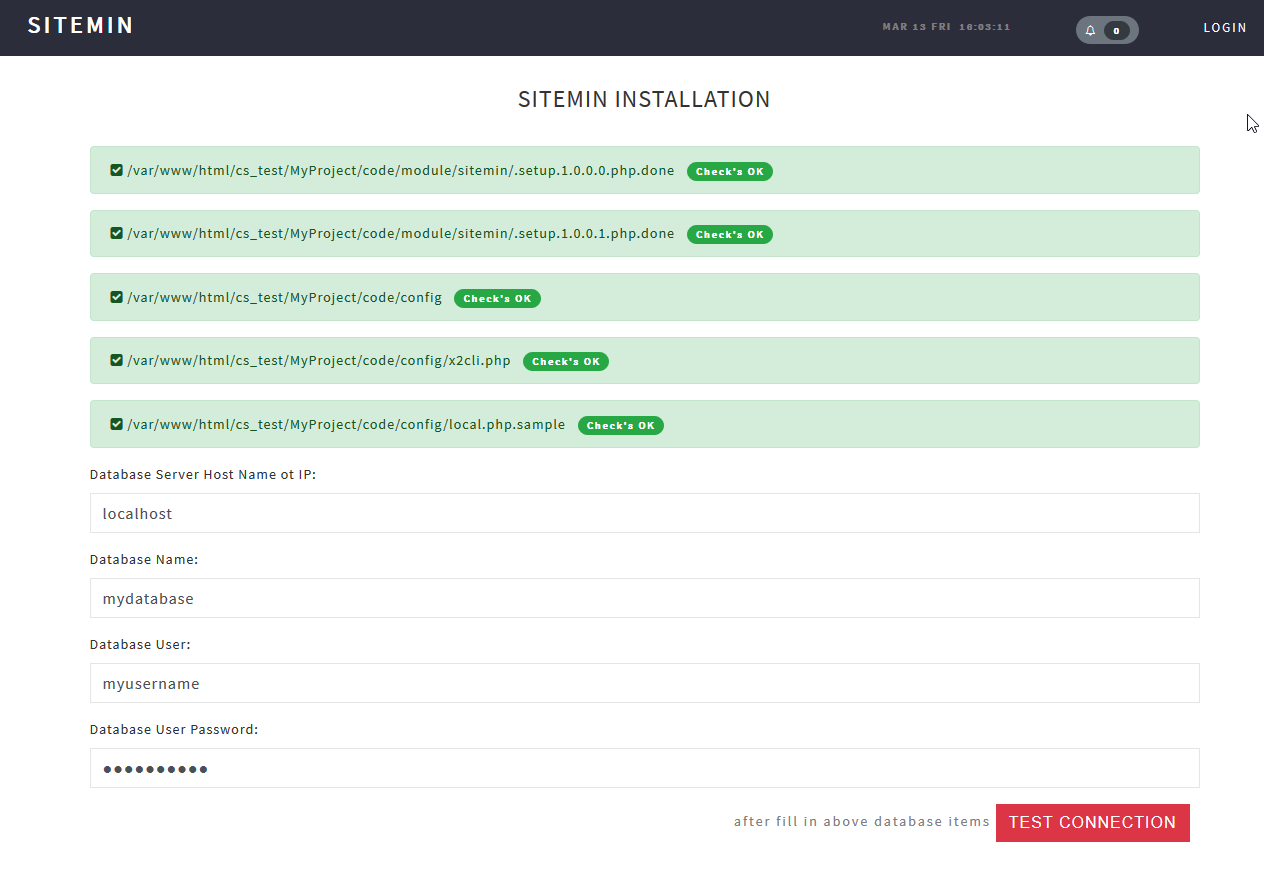 SITEMIN
MAR 13 FRI 16:03:11
0
LOGIN
SITEMIN INSTALLATION
/var/www/html/cs_test/MyProject/code/module/sitemin/.setup.1.0.0.0.php.done Check's OK
/var/www/html/cs_test/MyProject/code/module/sitemin/.setup.1.0.0.1.php.done Check's OK
/var/www/html/cs_test/MyProject/code/config Check's OK
/var/www/html/cs_test/MyProject/code/config/x2cli.php Check's OK
/var/www/html/cs_test/MyProject/code/config/local.php.sample Check's OK
Database Server Host Name ot IP:
localhost
Database Name:
mydatabase
Database User:
myusername
Database User Password:
●●●●●●●●●●
after fill in above database items TEST CONNECTION